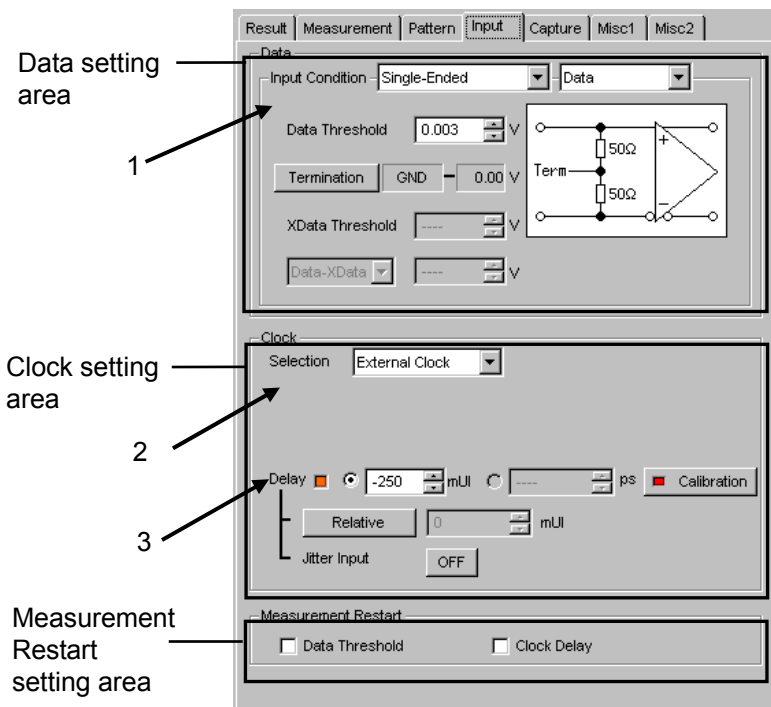 Result Measurement Pattern Input Capture Misc1 Misc2
Data setting
area
Data
Input Condition Single-Ended Data
1
Data Threshold 0.003 V
Termination GND 0.00 V
XData Threshold ---- V
Data-XData ---- V
+
50Ω
Term
50Ω
−
Clock setting
area
Clock
Selection External Clock
2
Delay -250 mUI ---- ps Calibration
3
Relative 0 mUI
Jitter Input OFF
Measurement
Restart
setting area
Measurement Restart
Data Threshold Clock Delay